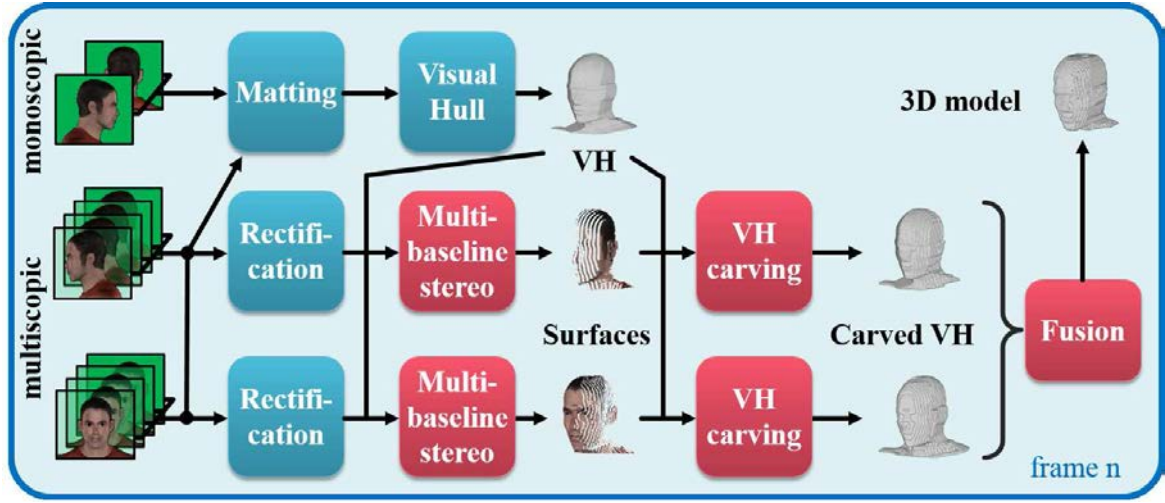 monoscopic
Matting
Visual
Hull
VH
3D model
multiscopic
Rectifi-
cation
Multi-
baseline
stereo
VH
carving
Surfaces
Carved VH
Fusion
Rectifi-
cation
Multi-
baseline
stereo
VH
carving
frame n